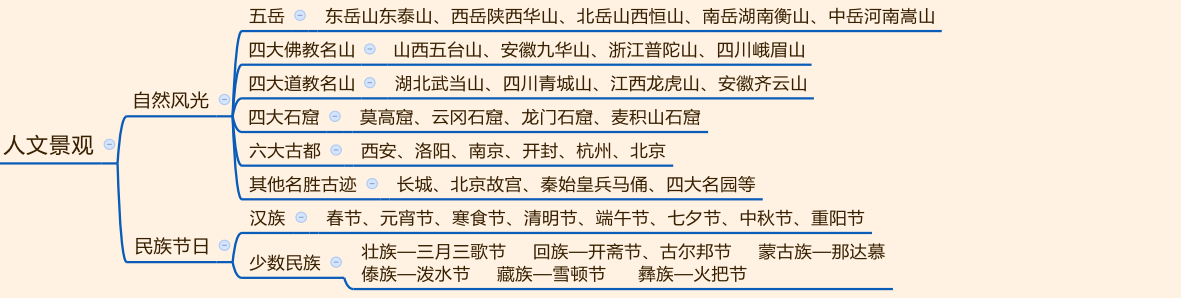 五岳 东岳山东泰山、西岳陕西华山、北岳山西恒山、南岳湖南衡山、中岳河南嵩山
四大佛教名山 山西五台山、安徽九华山、浙江普陀山、四川峨眉山
四大道教名山 湖北武当山、四川青城山、江西龙虎山、安徽齐云山
自然风光
四大石窟 莫高窟、云冈石窟、龙门石窟、麦积山石窟
人文景观
六大古都 西安、洛阳、南京、开封、杭州、北京
其他名胜古迹 长城、北京故宫、秦始皇兵马俑、四大名园等
汉族 春节、元宵节、寒食节、清明节、端午节、七夕节、中秋节、重阳节
民族节日
少数民族
壮族—三月三歌节 回族—开斋节、古尔邦节 蒙古族—那达慕
傣族—泼水节 藏族—雪顿节 彝族—火把节